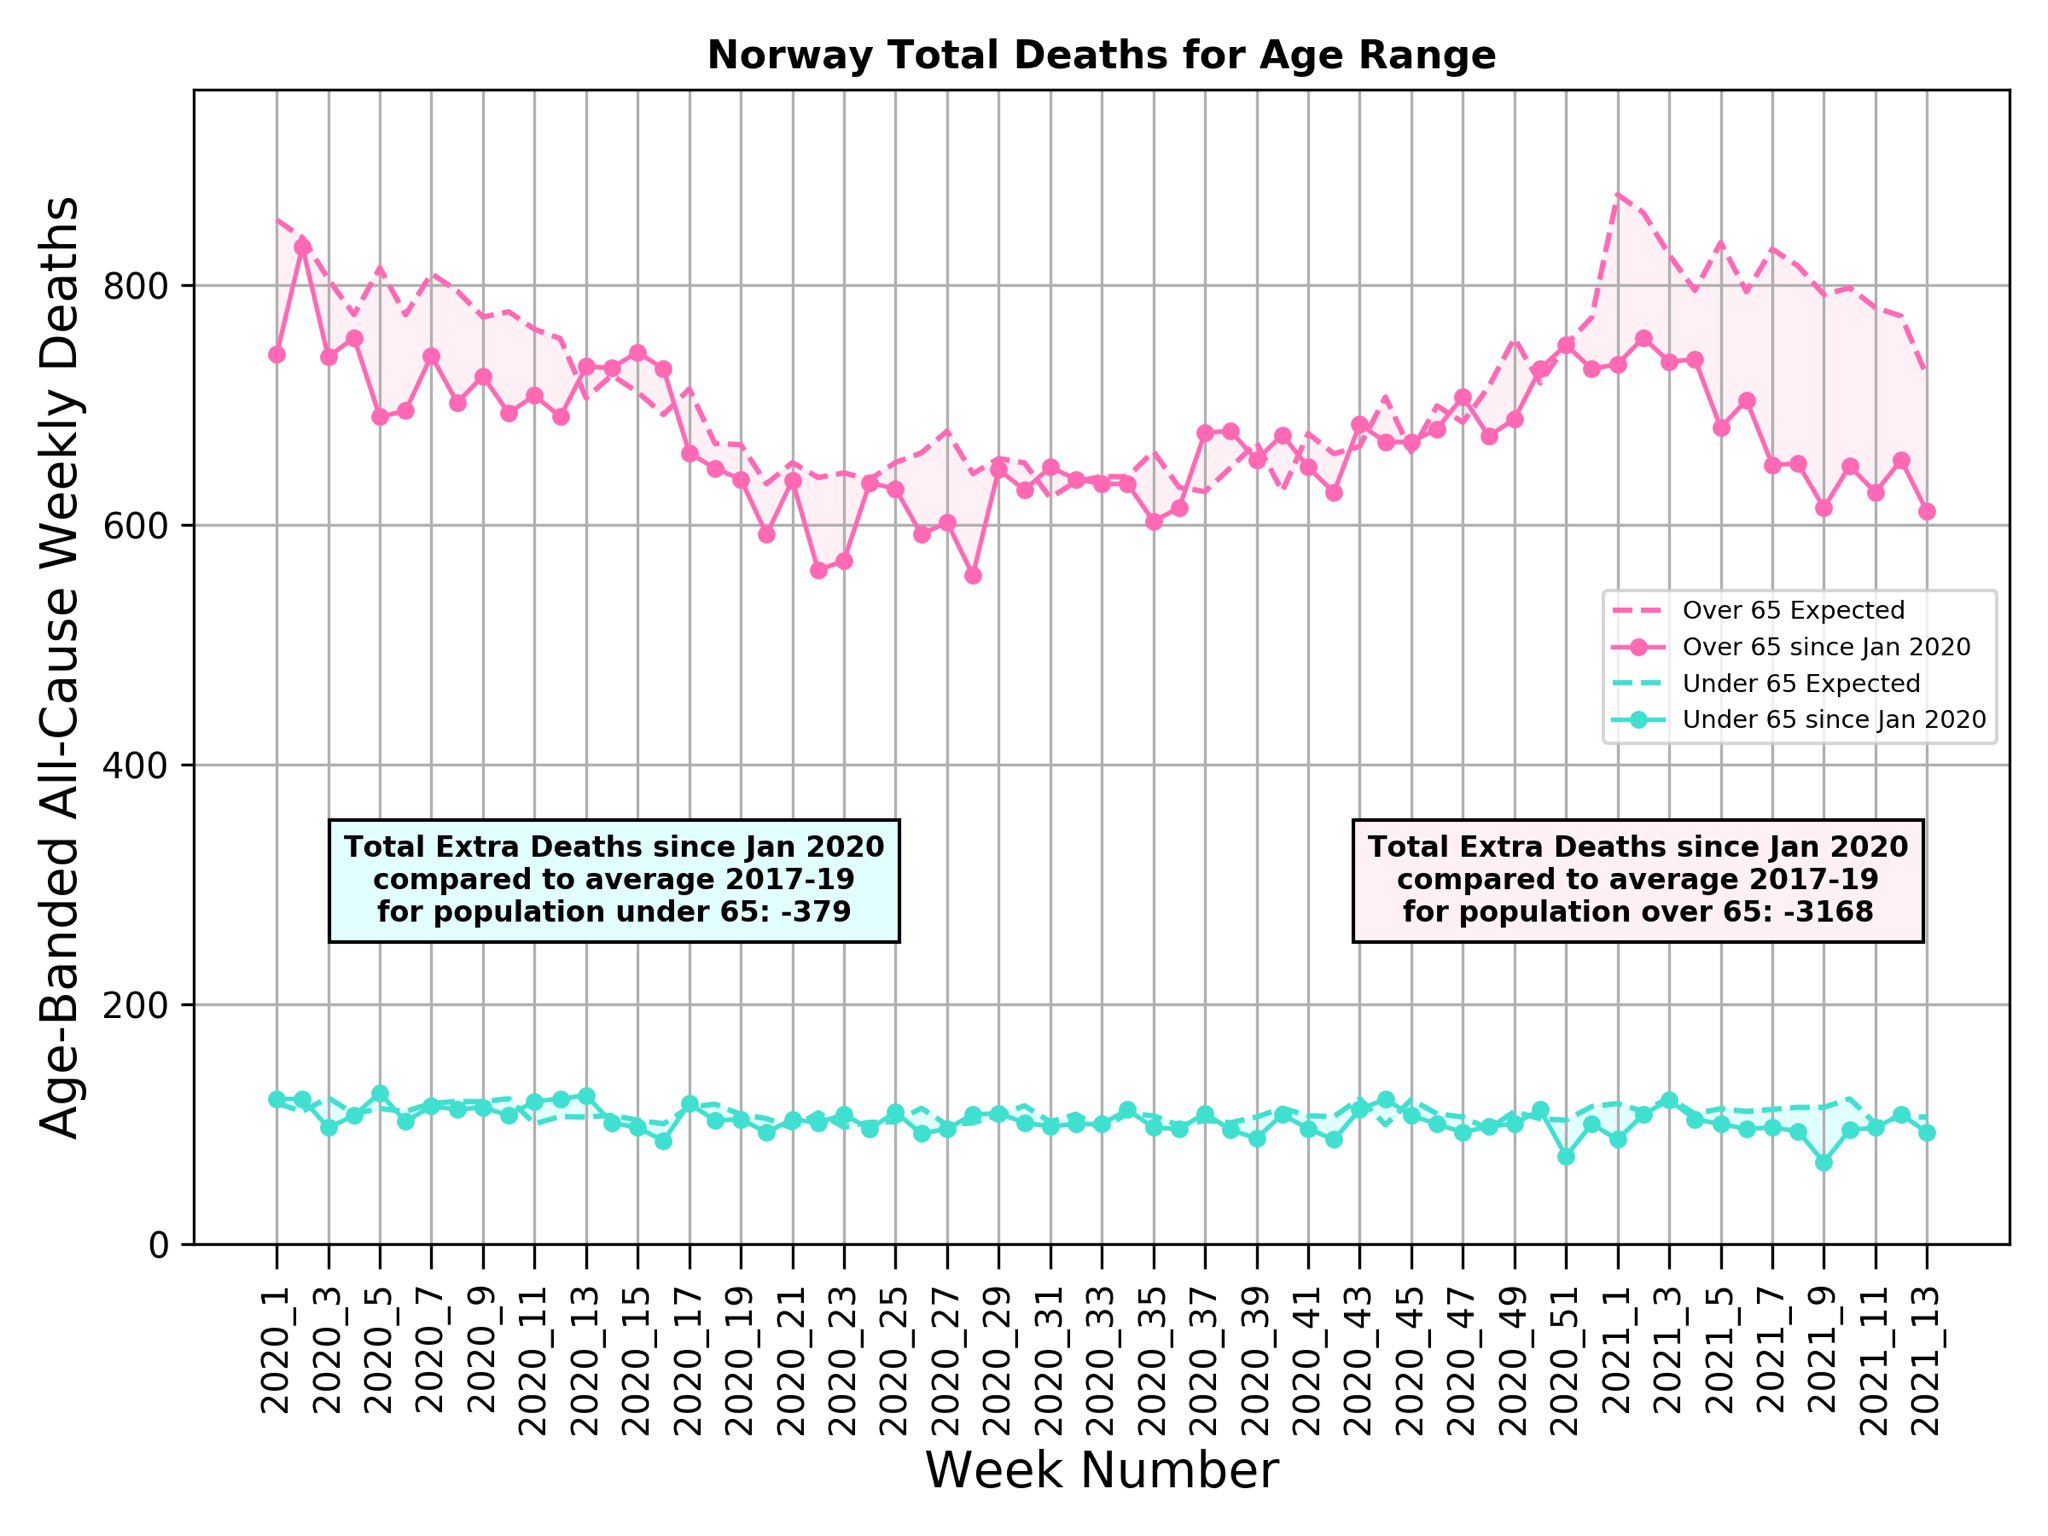 Norway Total Deaths for Age Range
Age-Banded All-Cause Weekly Deaths
800
600
400
200
0
Over 65 Expected
Over 65 since Jan 2020
Under 65 Expected
Under 65 since Jan 2020
Total Extra Deaths since Jan 2020
compared to average 2017-19
for population under 65: -379
Total Extra Deaths since Jan 2020
compared to average 2017-19
for population over 65: -3168
2020_1
2020_3
2020_5
2020_7
2020_9
2020_11
2020_13
2020_15
2020_17
2020_19
2020_21
2020_23
2020_25
2020_27
2020_29
2020_31
2020_33
2020_35
2020_37
2020_39
2020_41
2020_43
2020_45
2020_47
2020_49
2020_51
2021_1
2021_3
2021_5
2021_7
2021_9
2021_11
2021_13
Week Number